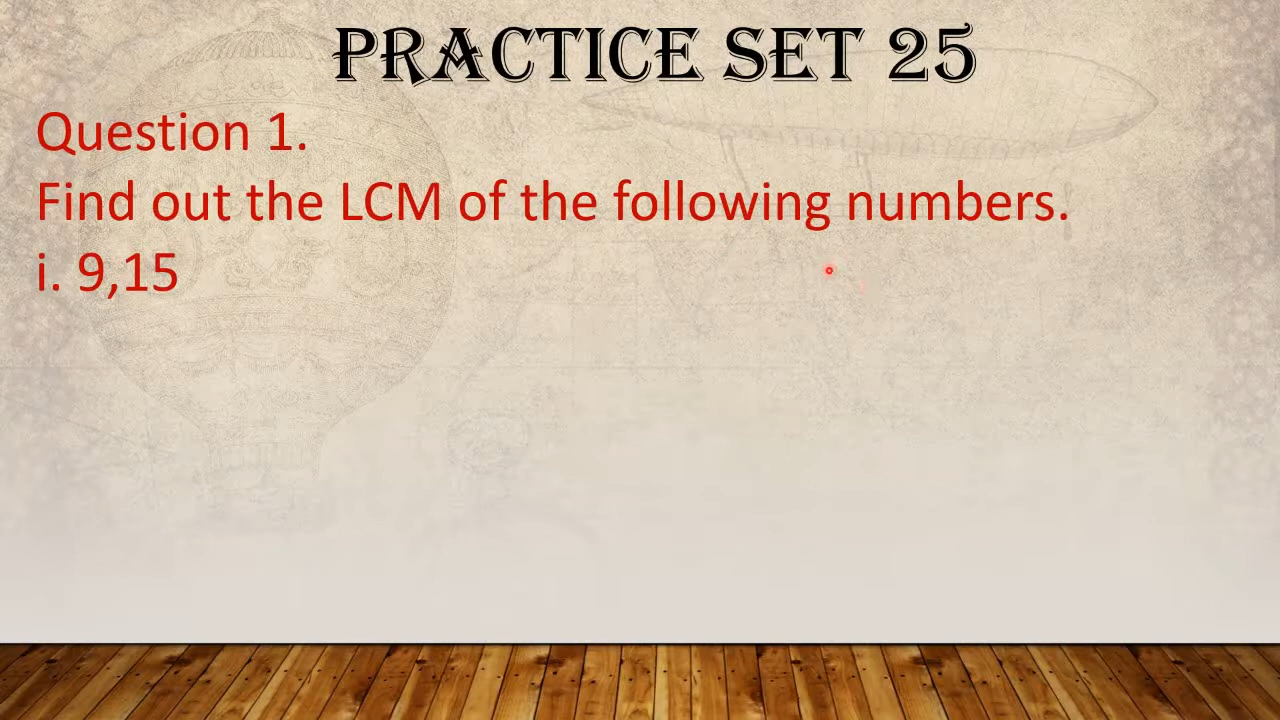 PRACTICE SET 25
Question 1.
Find out the LCM of the following numbers.
i. 9,15